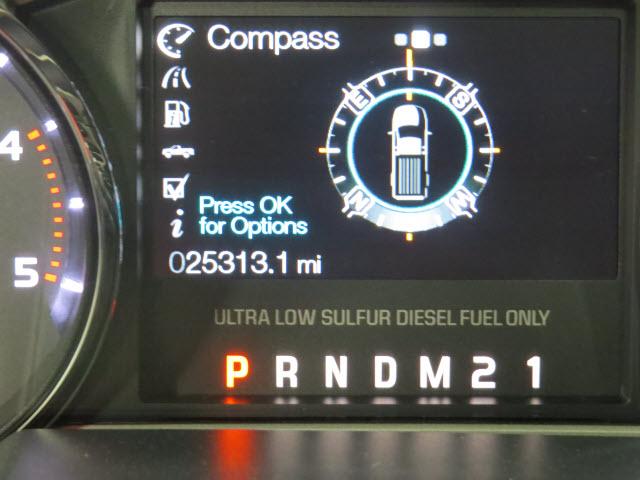 Compass
E S
N W
Press OK
for Options
025313.1 mi
4
5
ULTRA LOW SULFUR DIESEL FUEL ONLY
P R N D M 2 1